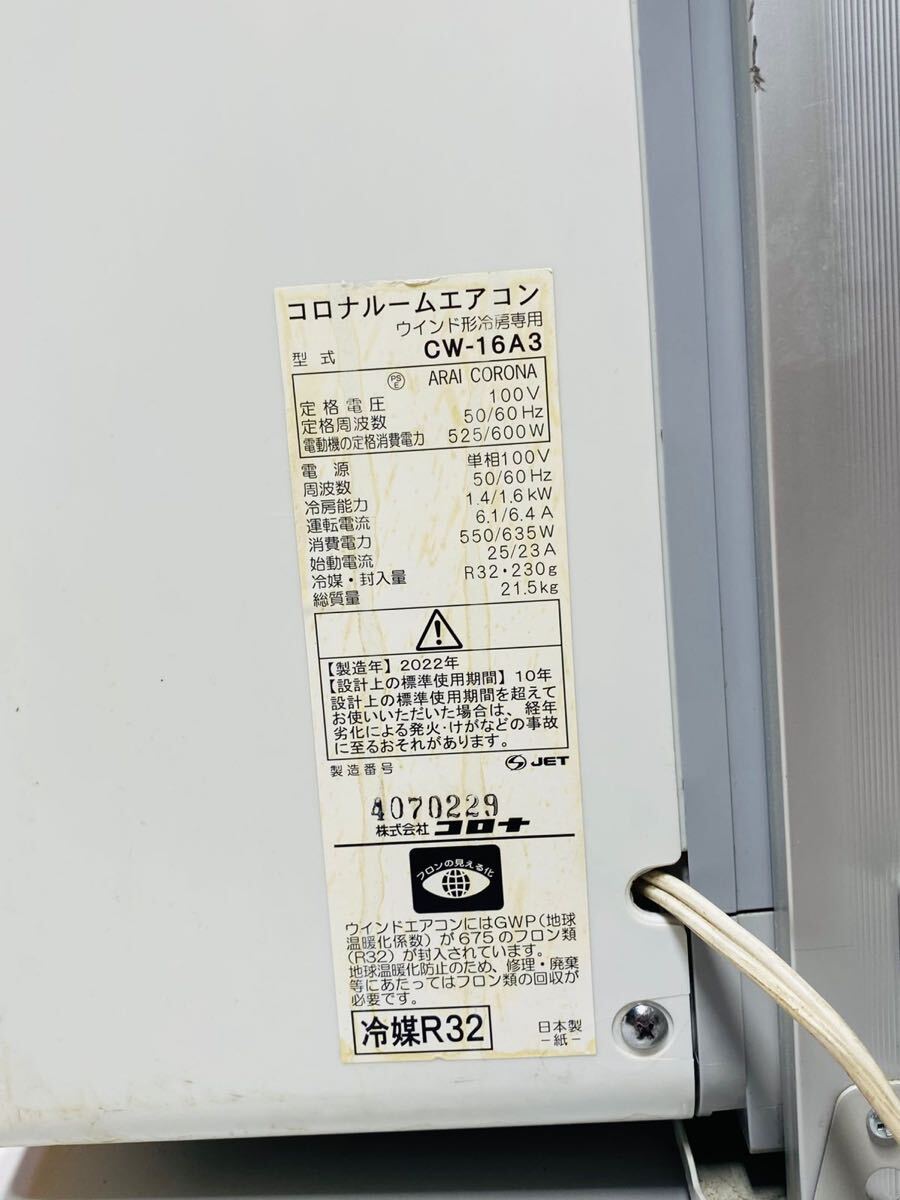 コロナルームエアコン
ウインド形冷房専用
型式 CW-16A3
PSE ARAI CORONA
定格電圧 100V
定格周波数 50/60Hz
電動機の定格消費電力 525/600W
電源 単相100V
周波数 50/60Hz
冷房能力 1.4/1.6kW
運転電流 6.1/6.4A
消費電力 550/635W
始動電流 25/23A
冷媒・封入量 R32・230g
総質量 21.5kg
【製造年】2022年
【設計上の標準使用期間】10年
設計上の標準使用期間を超えて
お使いいただいた場合は、経年
劣化による発火・けがなどの事故
に至るおそれがあります。
製造番号 JET
4070229
株式会社コロナ
フロンの見える化
ウインドエアコンにはGWP(地球
温暖化係数)が675のフロン類
(R32)が封入されています。
地球温暖化防止のため、修理・廃棄
等にあたってはフロン類の回収が
必要です。
冷媒R32
日本製
-紙-